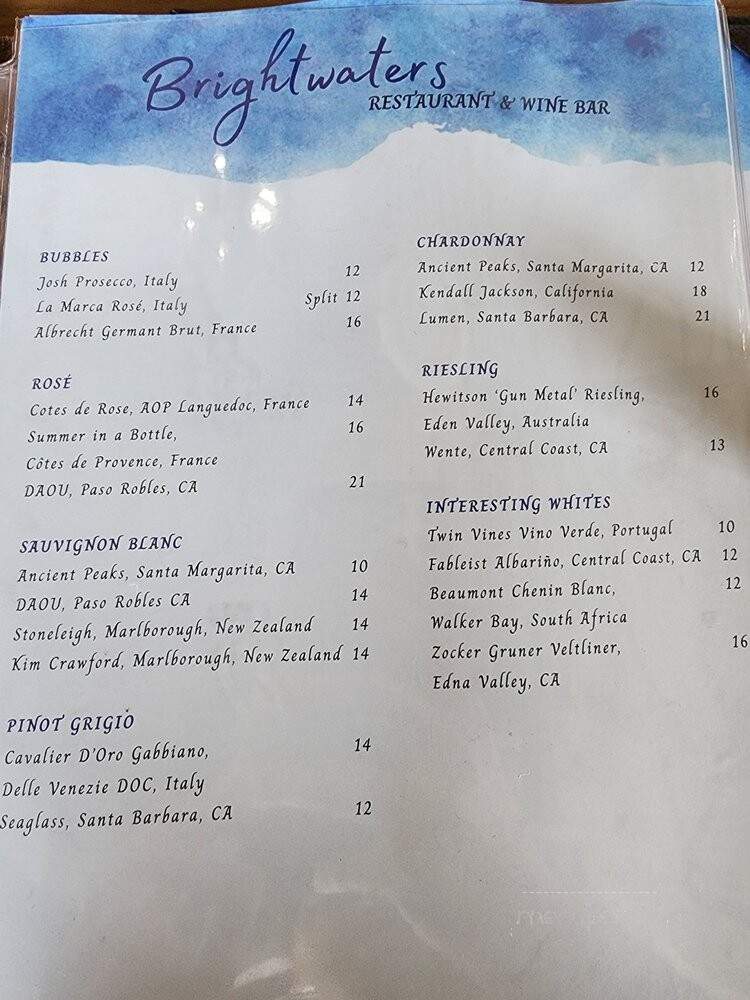 Brightwaters
RESTAURANT & WINE BAR
BUBBLES
Josh Prosecco, Italy 12
La Marca Rosé, Italy Split 12
Albrecht Germant Brut, France 16
ROSÉ
Cotes de Rose, AOP Languedoc, France 14
Summer in a Bottle, 16
Côtes de Provence, France
DAOU, Paso Robles, CA 21
SAUVIGNON BLANC
Ancient Peaks, Santa Margarita, CA 10
DAOU, Paso Robles CA 14
Stoneleigh, Marlborough, New Zealand 14
Kim Crawford, Marlborough, New Zealand 14
PINOT GRIGIO
Cavalier D'Oro Gabbiano, 14
Delle Venezie DOC, Italy
Seaglass, Santa Barbara, CA 12
CHARDONNAY
Ancient Peaks, Santa Margarita, CA 12
Kendall Jackson, California 18
Lumen, Santa Barbara, CA 21
RIESLING
Hewitson ‘Gun Metal’ Riesling, 16
Eden Valley, Australia
Wente, Central Coast, CA 13
INTERESTING WHITES
Twin Vines Vino Verde, Portugal 10
Fableist Albariño, Central Coast, CA 12
Beaumont Chenin Blanc, 12
Walker Bay, South Africa
Zocker Gruner Veltliner, 16
Edna Valley, CA